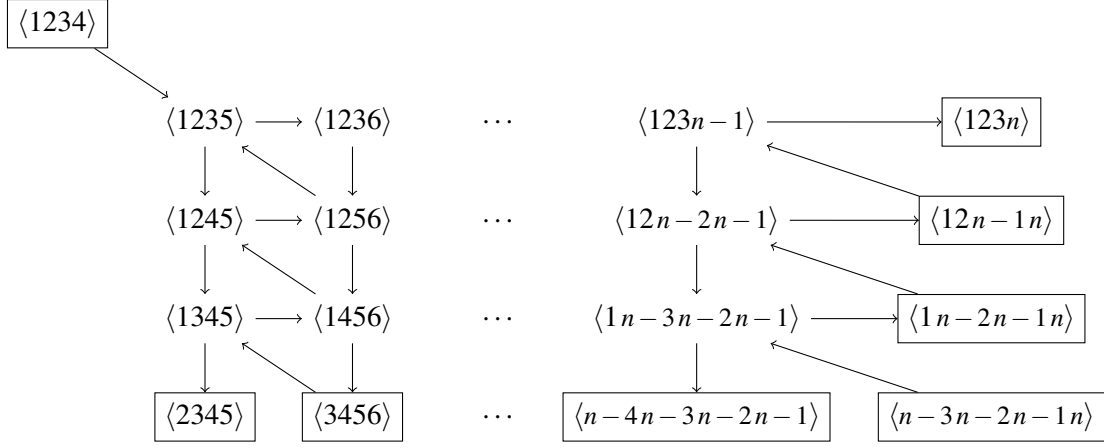 ⟨1234⟩
⟨1235⟩ ⟨1236⟩ ⋯ ⟨123n−1⟩ ⟨123n⟩
⟨1245⟩ ⟨1256⟩ ⋯ ⟨12n−2n−1⟩ ⟨12n−1n⟩
⟨1345⟩ ⟨1456⟩ ⋯ ⟨1n−3n−2n−1⟩ ⟨1n−2n−1n⟩
⟨2345⟩ ⟨3456⟩ ⋯ ⟨n−4n−3n−2n−1⟩ ⟨n−3n−2n−1n⟩